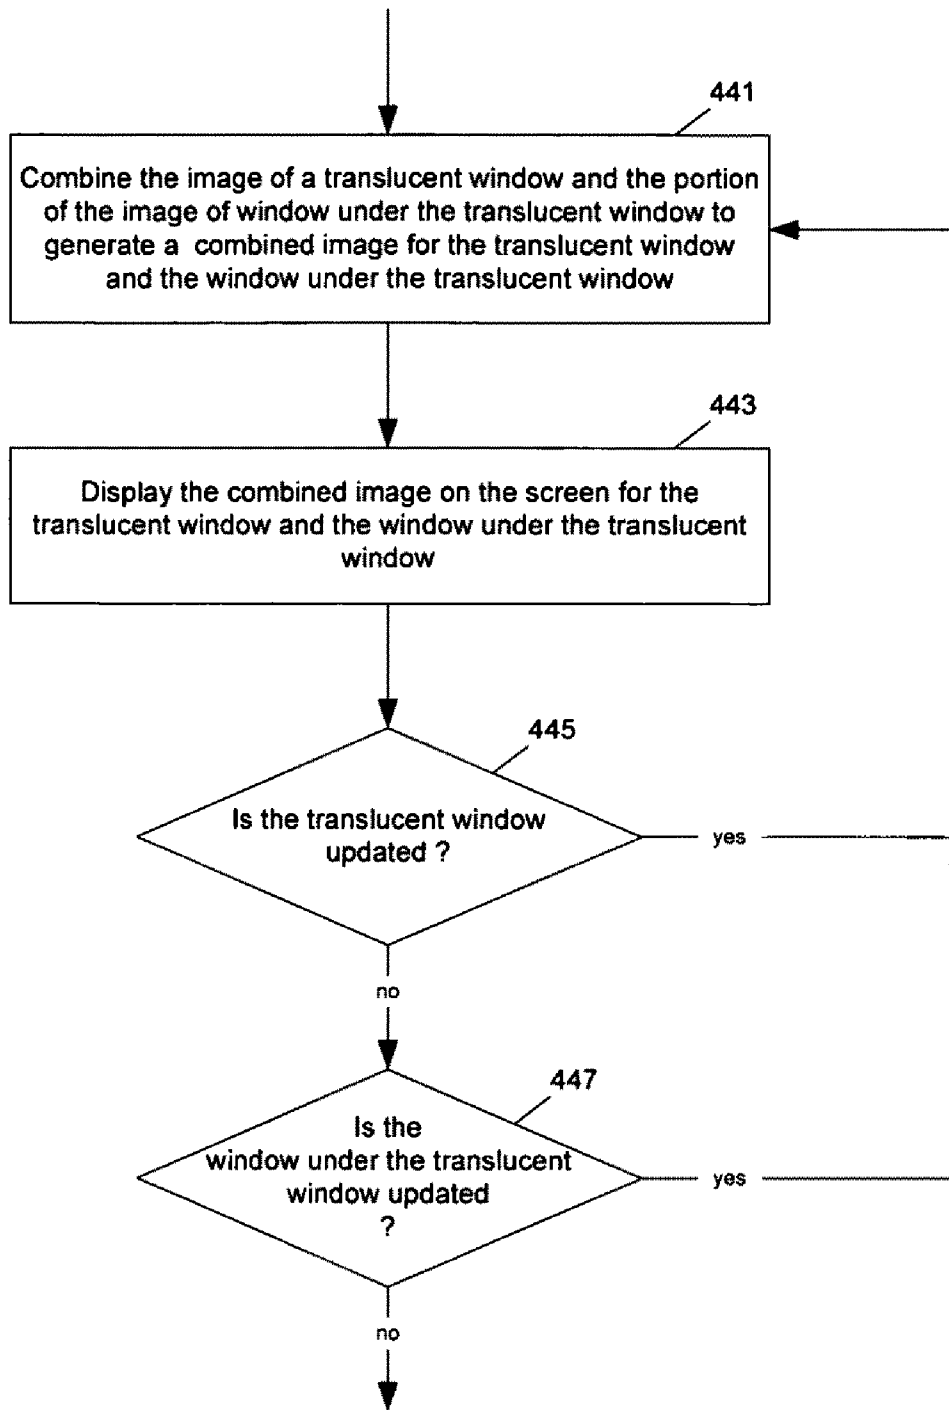 441
Combine the image of a translucent window and the portion
of the image of window under the translucent window to
generate a combined image for the translucent window
and the window under the translucent window
443
Display the combined image on the screen for the
translucent window and the window under the translucent
window
445
Is the translucent window
updated ?
yes
no
447
Is the
window under the translucent
window updated
?
yes
no